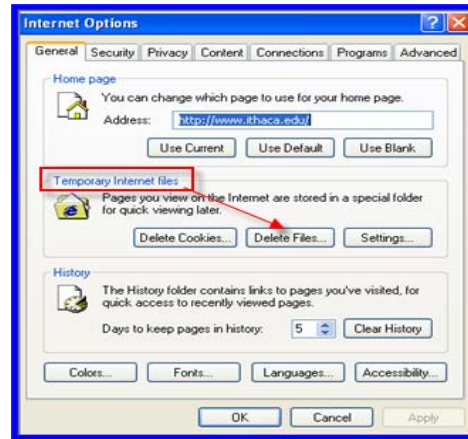 Internet Options
General Security Privacy Content Connections Programs Advanced
Home page
You can change which page to use for your home page.
Address: http://www.ithaca.edu/
Use Current Use Default Use Blank
Temporary Internet files
Pages you view on the Internet are stored in a special folder
for quick viewing later.
Delete Cookies... Delete Files... Settings...
History
The History folder contains links to pages you've visited, for
quick access to recently viewed pages.
Days to keep pages in history: 5 Clear History
Colors... Fonts... Languages... Accessibility...
OK Cancel Apply